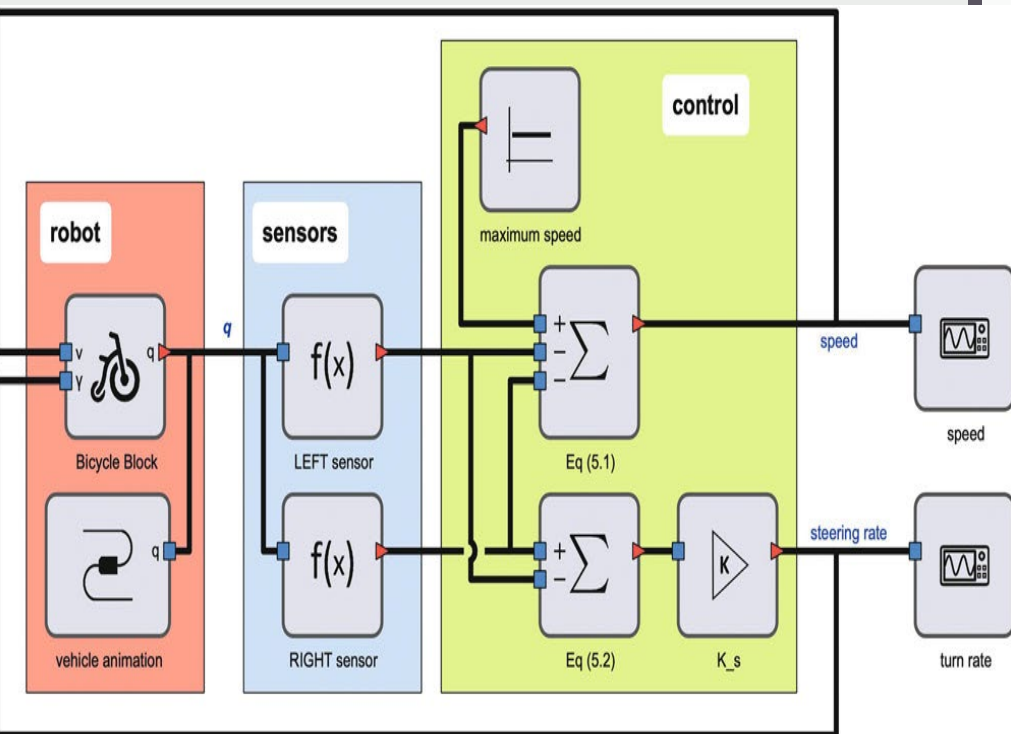 control
maximum speed
robot
sensors
v
γ
q
q
f(x)
+
−
−
Σ
speed
speed
Bicycle Block
LEFT sensor
Eq (5.1)
q
f(x)
+
−
Σ
K
steering rate
vehicle animation
RIGHT sensor
Eq (5.2)
K_s
turn rate